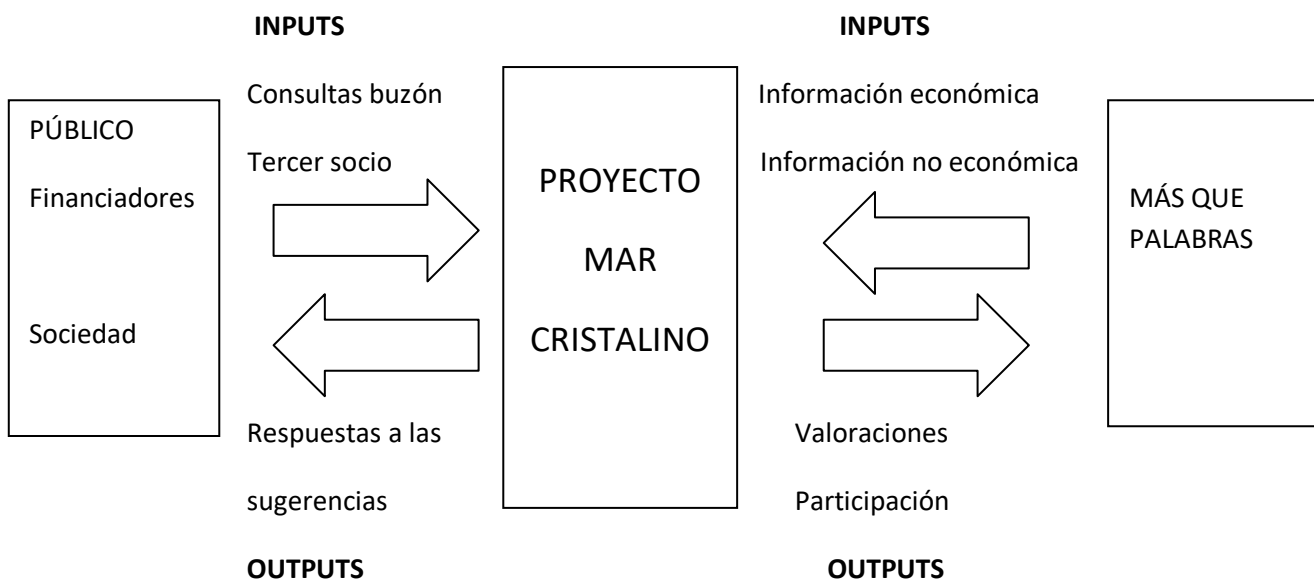 INPUTS
INPUTS
PÚBLICO
Financiadores
Sociedad
Consultas buzón
Tercer socio
Respuestas a las
sugerencias
PROYECTO
MAR
CRISTALINO
Información económica
Información no económica
Valoraciones
Participación
MÁS QUE
PALABRAS
OUTPUTS
OUTPUTS